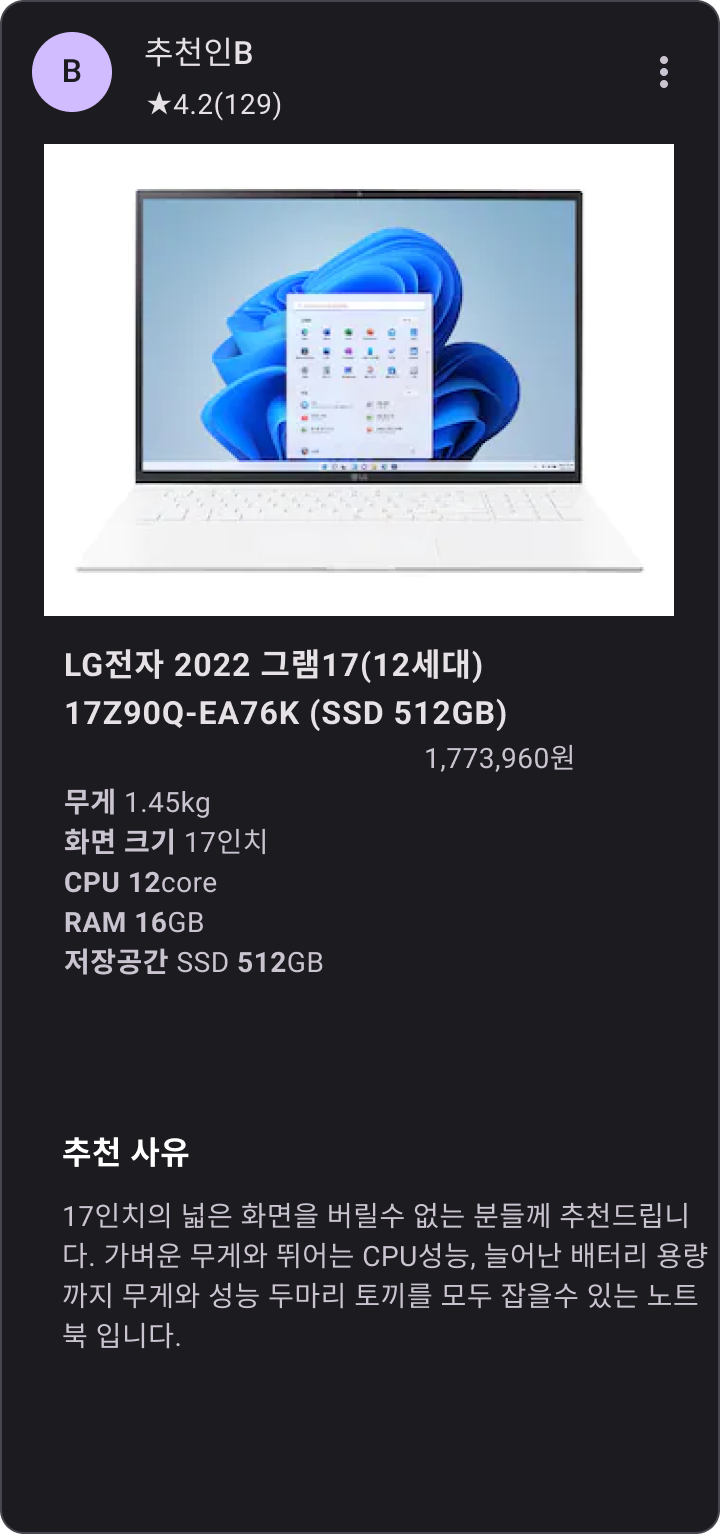 B
추천인B
★4.2(129)
LG
LG전자 2022 그램17(12세대)
17Z90Q-EA76K (SSD 512GB)
1,773,960원
무게 1.45kg
화면 크기 17인치
CPU 12core
RAM 16GB
저장공간 SSD 512GB
추천 사유
17인치의 넓은 화면을 버릴수 없는 분들께 추천드립니
다. 가벼운 무게와 뛰어는 CPU성능, 늘어난 배터리 용량
까지 무게와 성능 두마리 토끼를 모두 잡을수 있는 노트
북 입니다.